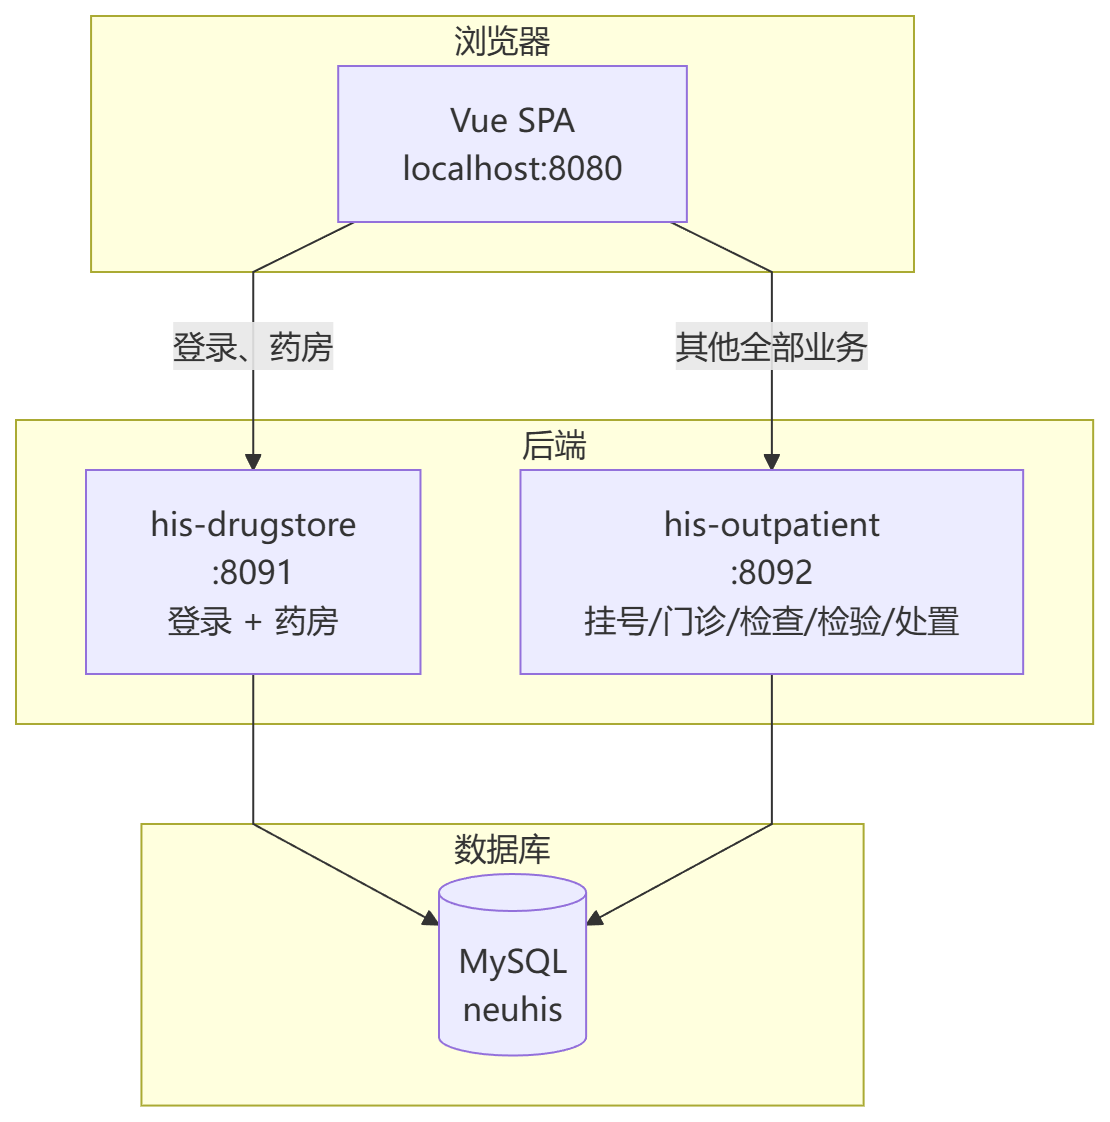 浏览器
Vue SPA
localhost:8080
登录、药房
其他全部业务
后端
his-drugstore
:8091
登录 + 药房
his-outpatient
:8092
挂号/门诊/检查/检验/处置
数据库
MySQL
neuhis